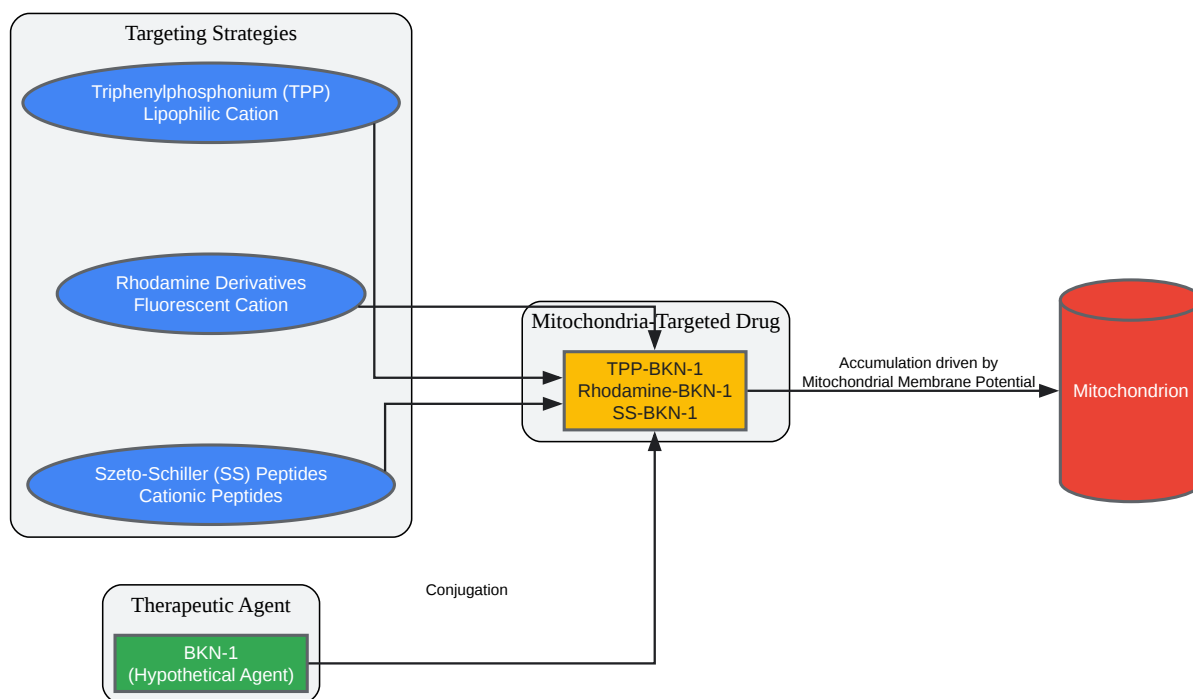 Targeting Strategies
Triphenylphosphonium (TPP)
Lipophilic Cation
Rhodamine Derivatives
Fluorescent Cation
Szeto-Schiller (SS) Peptides
Cationic Peptides
Mitochondria-Targeted Drug
TPP-BKN-1
Rhodamine-BKN-1
SS-BKN-1
Accumulation driven by
Mitochondrial Membrane Potential
Mitochondrion
Conjugation
Therapeutic Agent
BKN-1
(Hypothetical Agent)